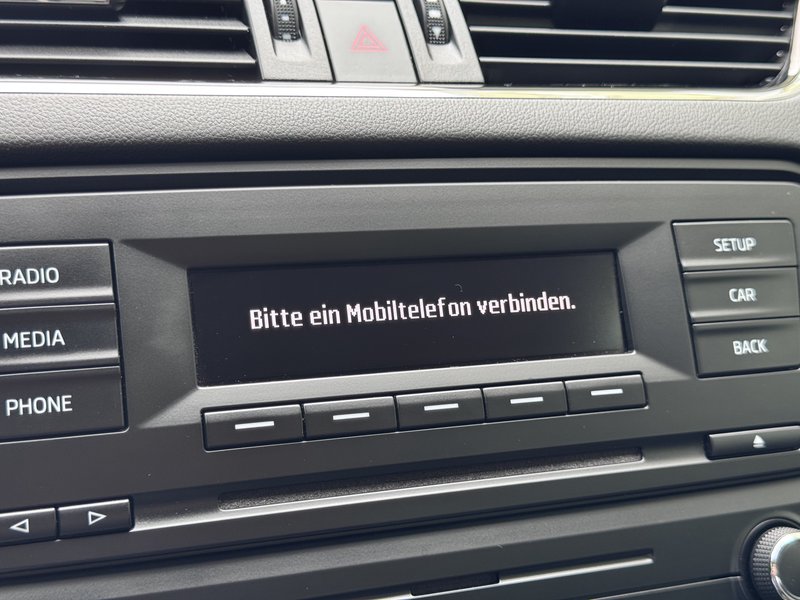 RADIO
MEDIA
PHONE
Bitte ein Mobiltelefon verbinden.
SETUP
CAR
BACK